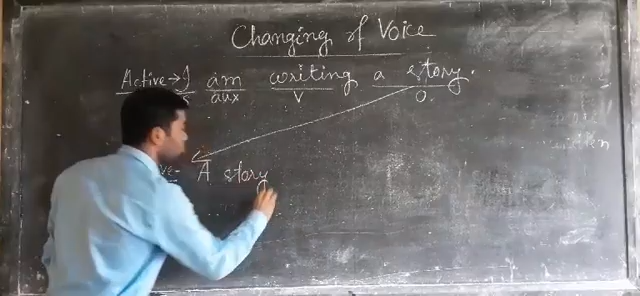 Changing of Voice
Active→ I am writing a story.
S aux V O.
A story